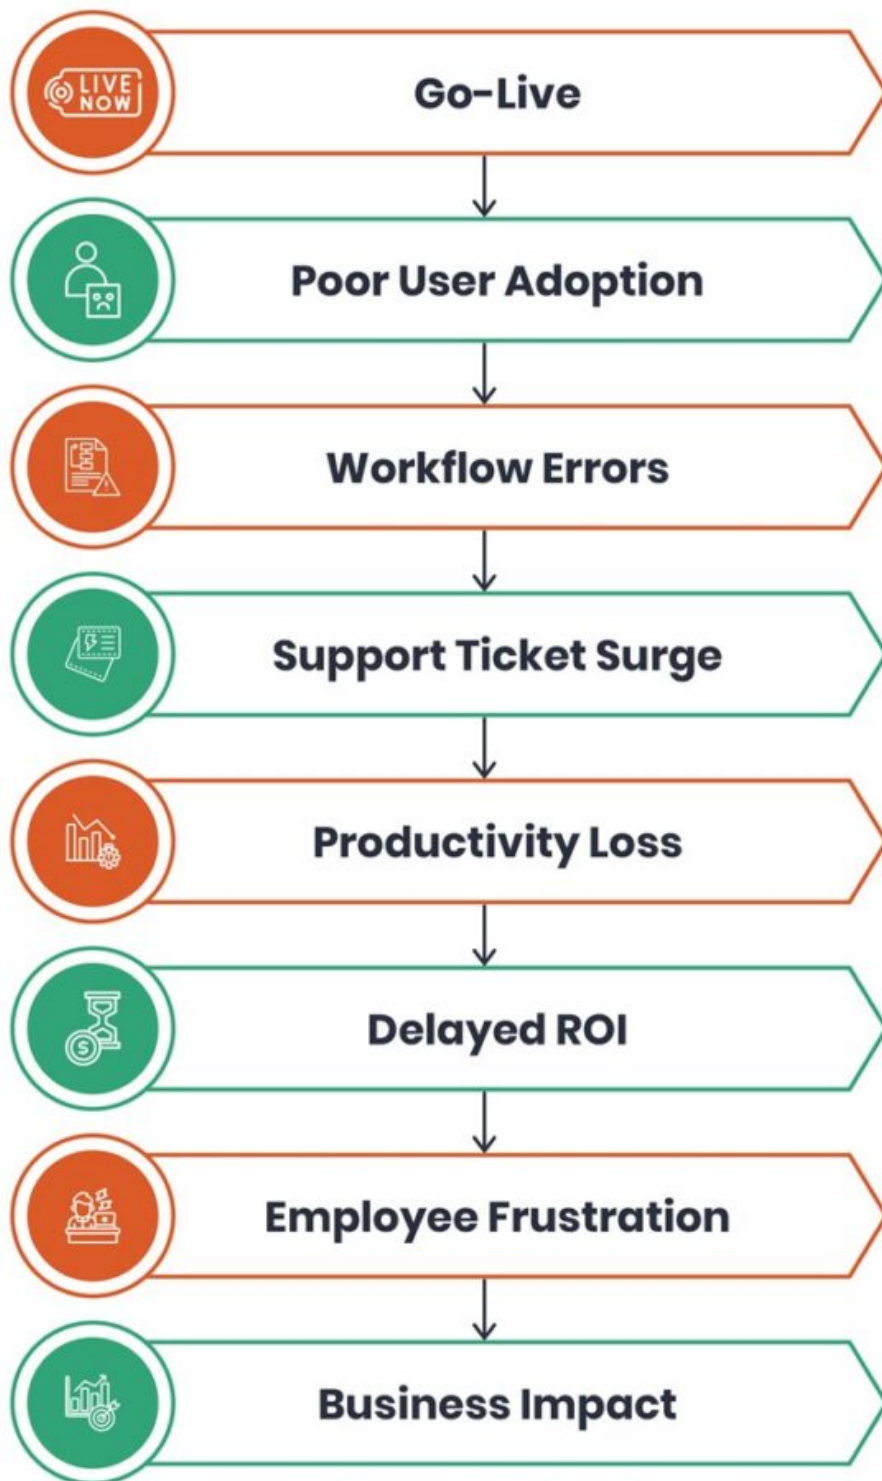 LIVE
NOW
Go-Live
Poor User Adoption
Workflow Errors
Support Ticket Surge
Productivity Loss
Delayed ROI
$
Employee Frustration
Business Impact